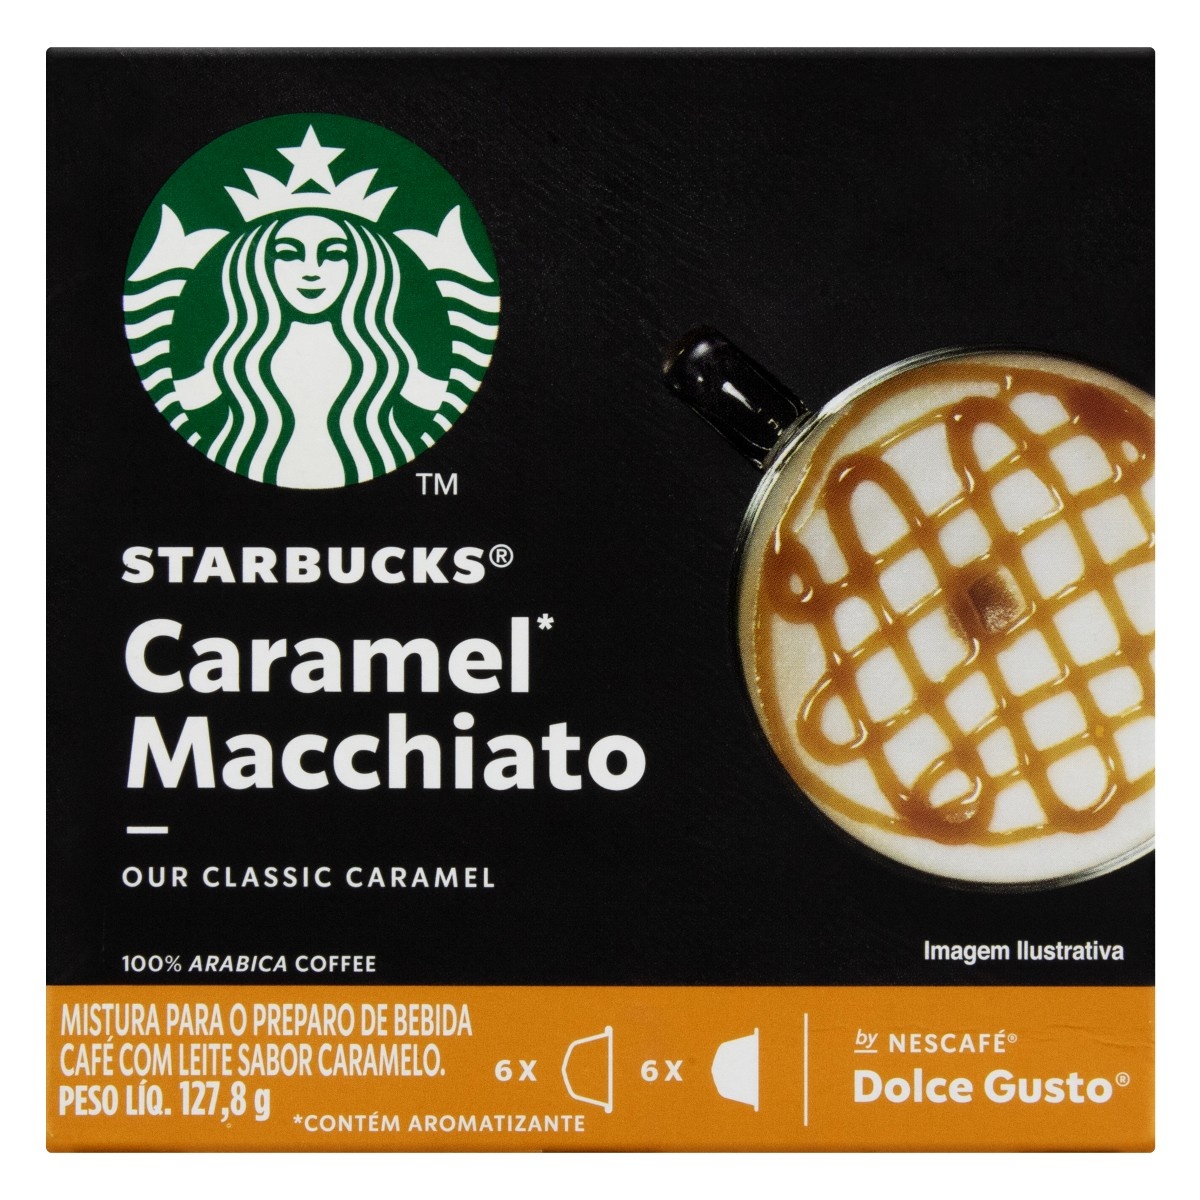 TM
STARBUCKS®
Caramel*
Macchiato
OUR CLASSIC CARAMEL
100% ARABICA COFFEE
Imagem Ilustrativa
MISTURA PARA O PREPARO DE BEBIDA
CAFÉ COM LEITE SABOR CARAMELO.
PESO LÍQ. 127,8 g
*CONTÉM AROMATIZANTE
6 X
6 X
by NESCAFÉ®
Dolce Gusto®